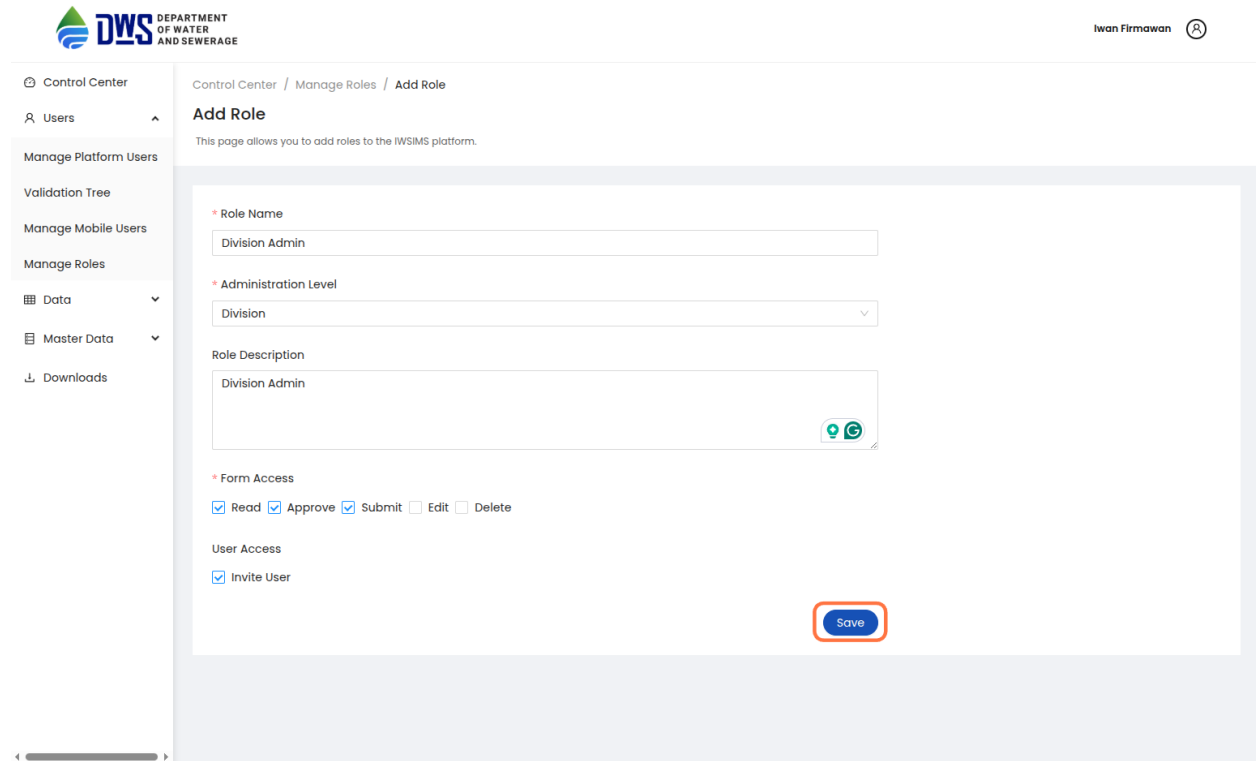 DWS DEPARTMENT
OF WATER
AND SEWERAGE
Iwan Firmawan
Control Center
Users
Manage Platform Users
Validation Tree
Manage Mobile Users
Manage Roles
Data
Master Data
Downloads
Control Center / Manage Roles / Add Role
Add Role
This page allows you to add roles to the IWSIMS platform.
* Role Name
Division Admin
* Administration Level
Division
Role Description
Division Admin
* Form Access
Read Approve Submit Edit Delete
User Access
Invite User
Save